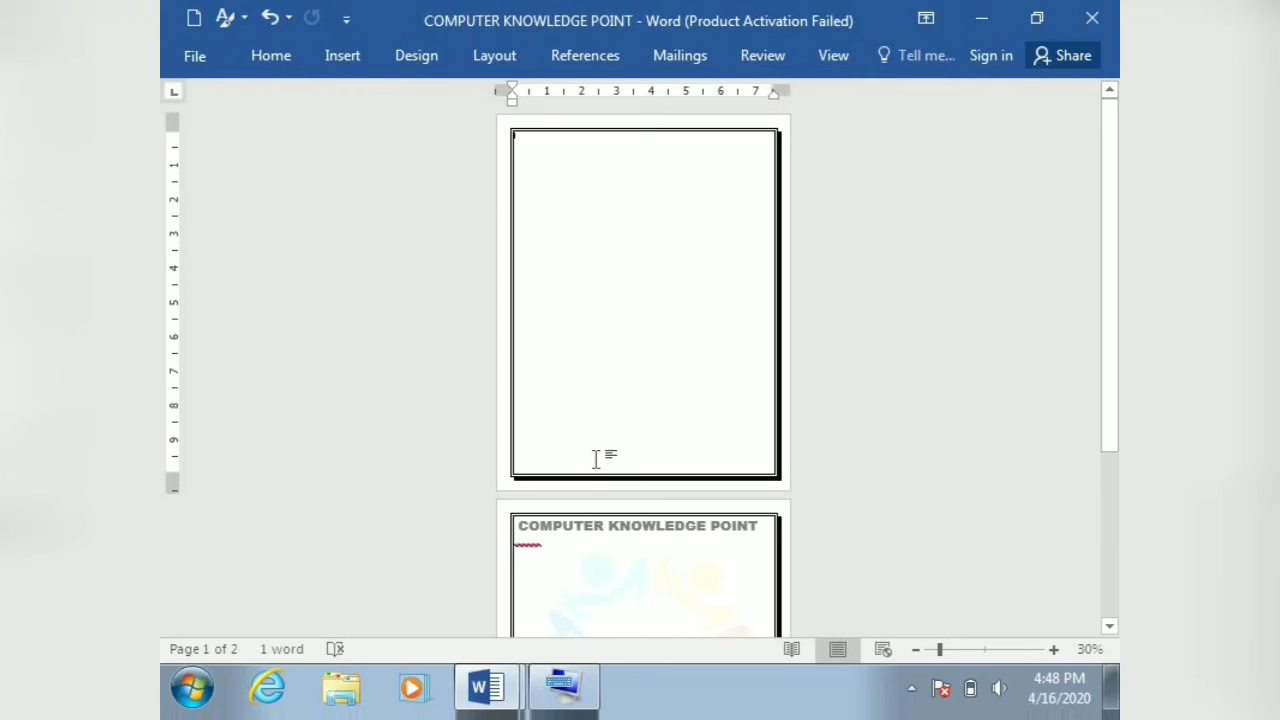 COMPUTER KNOWLEDGE POINT - Word (Product Activation Failed)
File Home Insert Design Layout References Mailings Review View Tell me... Sign in Share
L
1 2 3 4 5 6 7
1
2
3
4
5
6
7
8
9
COMPUTER KNOWLEDGE POINT
Page 1 of 2 1 word 30%
4:48 PM
4/16/2020